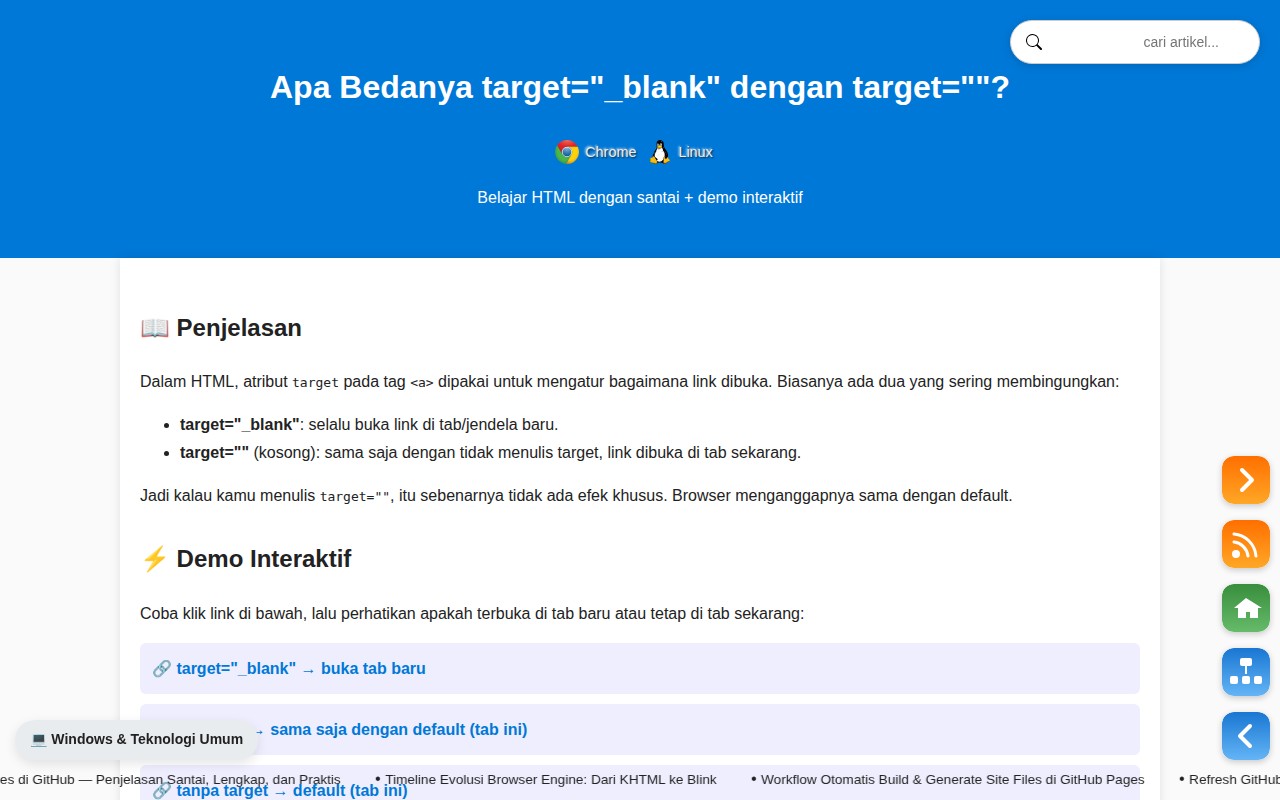 cari artikel...
Apa Bedanya target="_blank" dengan target=""?
Chrome Linux
Belajar HTML dengan santai + demo interaktif
📖 Penjelasan
Dalam HTML, atribut target pada tag <a> dipakai untuk mengatur bagaimana link dibuka. Biasanya ada dua yang sering membingungkan:
• target="_blank": selalu buka link di tab/jendela baru.
• target="" (kosong): sama saja dengan tidak menulis target, link dibuka di tab sekarang.
Jadi kalau kamu menulis target="", itu sebenarnya tidak ada efek khusus. Browser menganggapnya sama dengan default.
⚡ Demo Interaktif
Coba klik link di bawah, lalu perhatikan apakah terbuka di tab baru atau tetap di tab sekarang:
🔗 target="_blank" → buka tab baru
→ sama saja dengan default (tab ini)
💻 Windows & Teknologi Umum
es di GitHub — Penjelasan Santai, Lengkap, dan Praktis • Timeline Evolusi Browser Engine: Dari KHTML ke Blink • Workflow Otomatis Build & Generate Site Files di GitHub Pages • Refresh GitHub
🔗 tanpa target → default (tab ini)